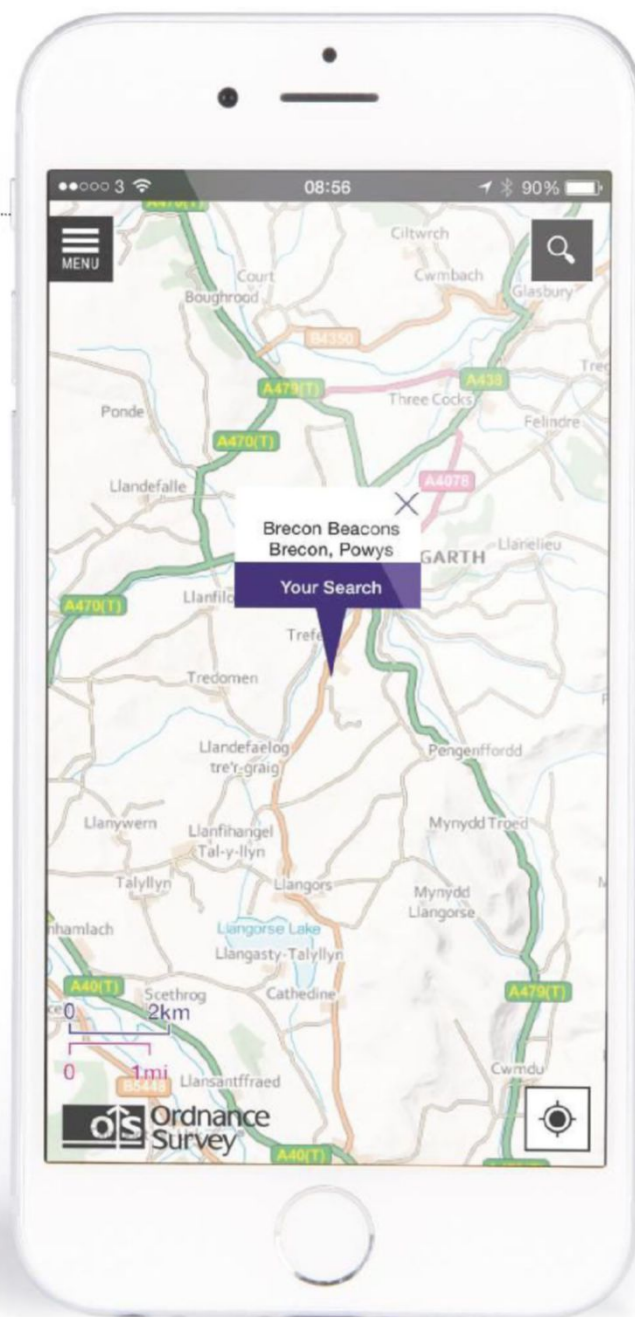 3
08:56
90%
A470(T)
MENU
Ciltwrch
Court
Cwmbach
Boughrood
Glasbury
B4350
A479(T)
A438
Three Cocks
Ponde
Felindre
A470(T)
Llandefalle
A4078
Brecon Beacons
Brecon, Powys
GARTH
Llanelieu
Your Search
A470(T)
Tredomen
Llandefaelog
tre'r-graig
Pengenffordd
Llanywern
Llanfihangel
Tal-y-llyn
Mynydd Troed
Talyllyn
Llangors
Mynydd
Llangorse
Llangorse Lake
Llangasty-Talyllyn
A40(T)
Scethrog
Cathedine
A479(T)
0 2km
0 1mi
B5448
Llansantffraed
Cwmdu
OS Ordnance
Survey
A40(T)